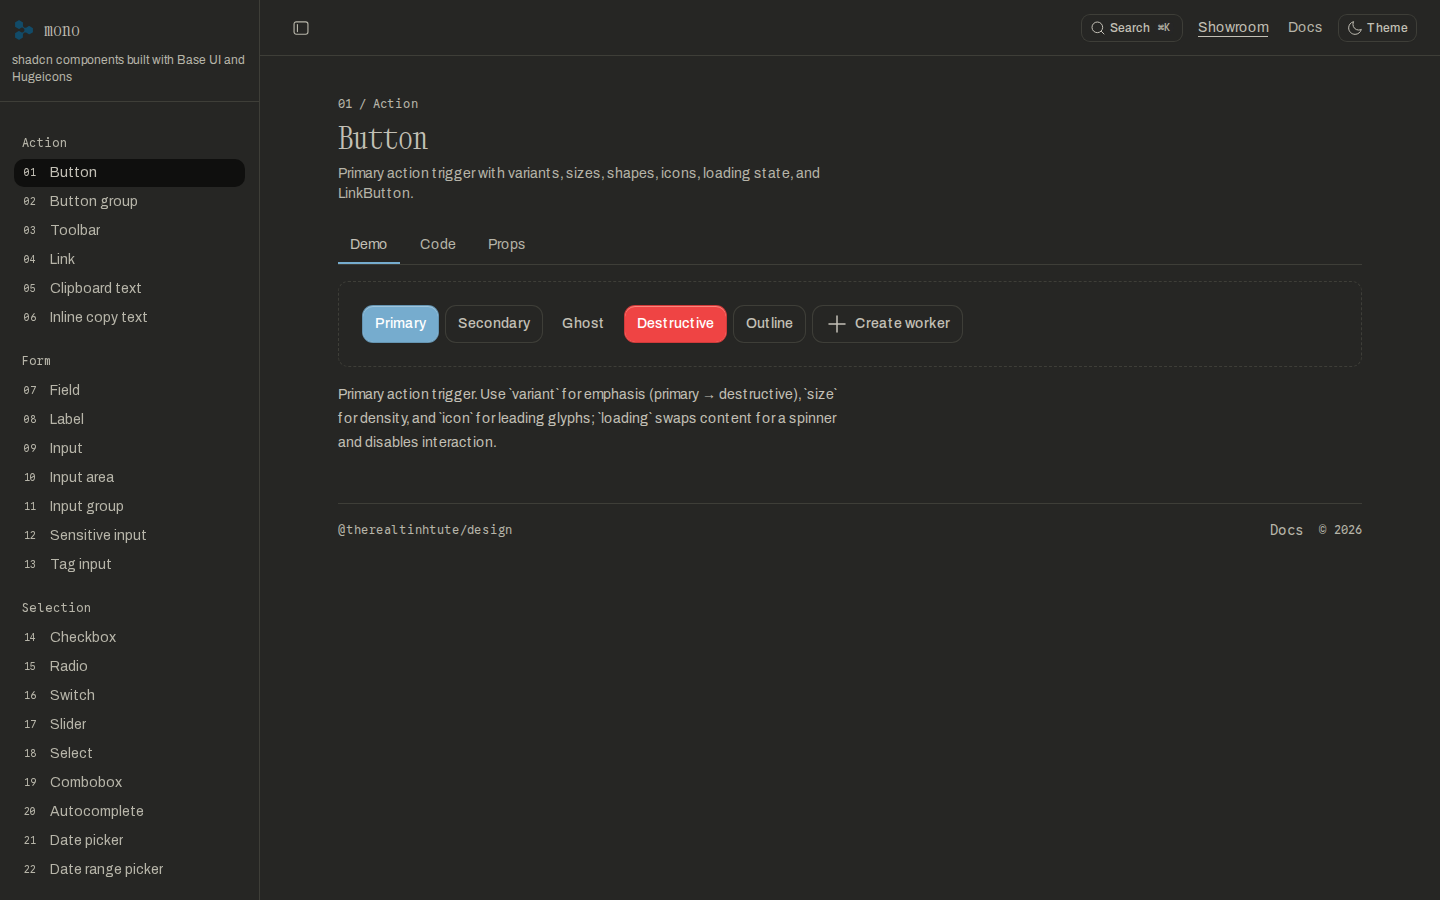 mono
shadcn components built with Base UI and
Hugeicons
Action
01 Button
02 Button group
03 Toolbar
04 Link
05 Clipboard text
06 Inline copy text
Form
07 Field
08 Label
09 Input
10 Input area
11 Input group
12 Sensitive input
13 Tag input
Selection
14 Checkbox
15 Radio
16 Switch
17 Slider
18 Select
19 Combobox
20 Autocomplete
21 Date picker
22 Date range picker
Search ⌘K Showroom Docs Theme
01 / Action
Button
Primary action trigger with variants, sizes, shapes, icons, loading state, and
LinkButton.
Demo Code Props
Primary Secondary Ghost Destructive Outline Create worker
Primary action trigger. Use `variant` for emphasis (primary → destructive), `size`
for density, and `icon` for leading glyphs; `loading` swaps content for a spinner
and disables interaction.
@therealtinhtute/design Docs © 2026